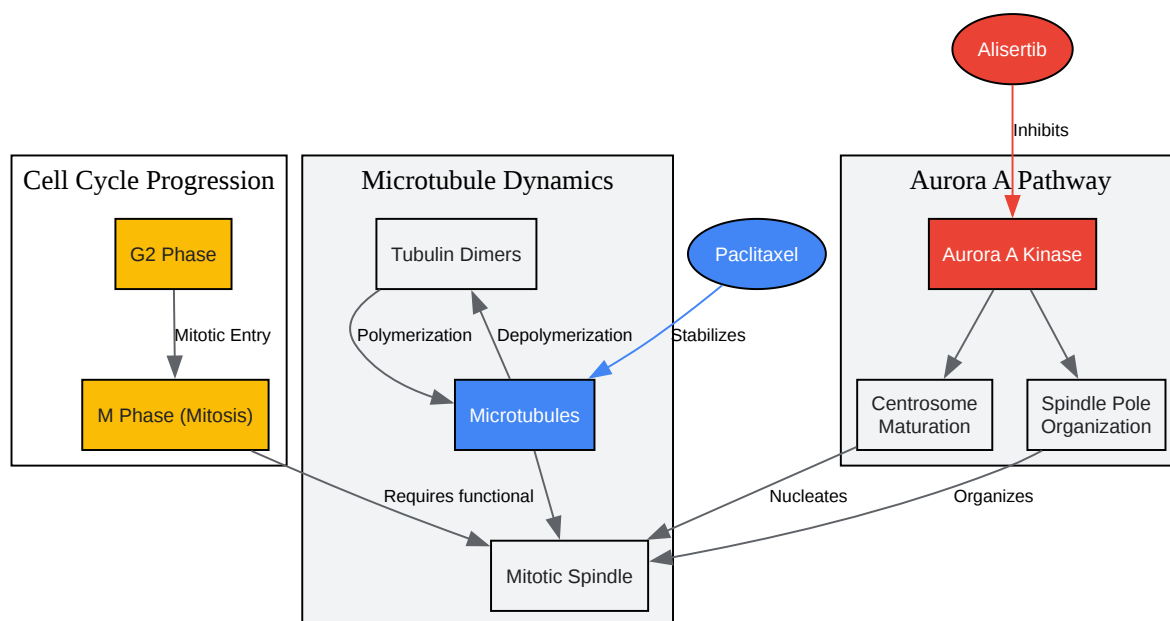 Alisertib
Inhibits
Cell Cycle Progression
Microtubule Dynamics
Aurora A Pathway
G2 Phase
Tubulin Dimers
Paclitaxel
Aurora A Kinase
Mitotic Entry
Polymerization
Depolymerization
Stabilizes
M Phase (Mitosis)
Microtubules
Centrosome
Maturation
Spindle Pole
Organization
Requires functional
Nucleates
Organizes
Mitotic Spindle